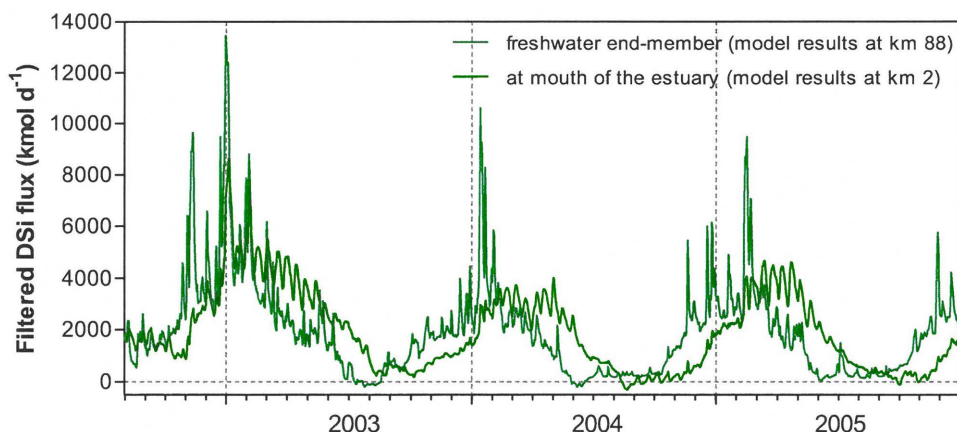 Filtered DSi flux (kmol d⁻¹)
14000
12000
10000
8000
6000
4000
2000
0
freshwater end-member (model results at km 88)
at mouth of the estuary (model results at km 2)
2003 2004 2005